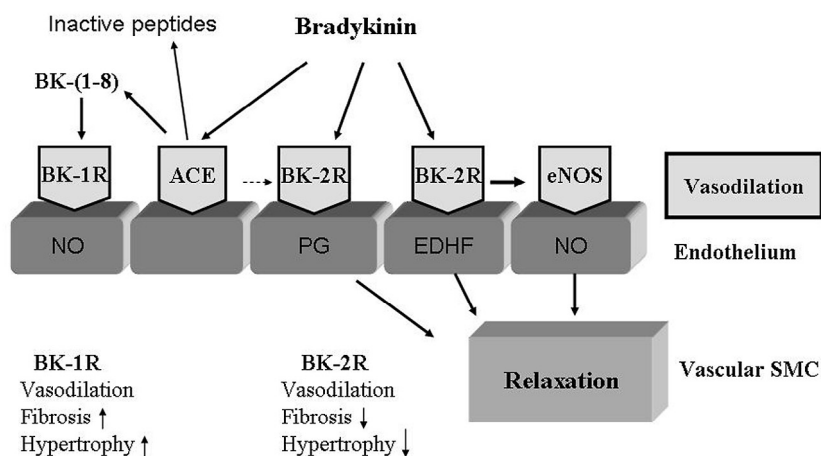 Inactive peptides
Bradykinin
BK-(1-8)
BK-1R
ACE
BK-2R
BK-2R
eNOS
Vasodilation
NO
PG
EDHF
NO
Endothelium
Relaxation
Vascular SMC
BK-1R
Vasodilation
Fibrosis ↑
Hypertrophy ↑
BK-2R
Vasodilation
Fibrosis ↓
Hypertrophy ↓